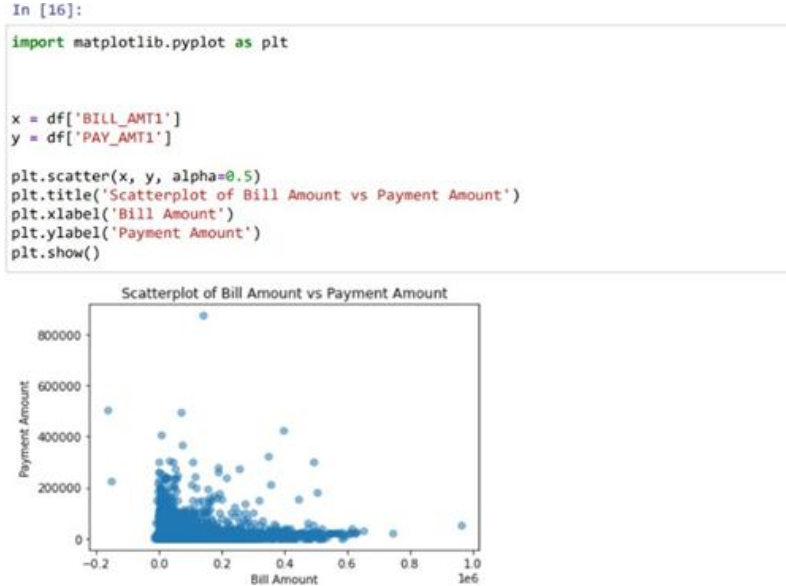 In [16]:
import matplotlib.pyplot as plt
x = df['BILL_AMT1']
y = df['PAY_AMT1']
plt.scatter(x, y, alpha=0.5)
plt.title('Scatterplot of Bill Amount vs Payment Amount')
plt.xlabel('Bill Amount')
plt.ylabel('Payment Amount')
plt.show()
Scatterplot of Bill Amount vs Payment Amount
800000
600000
400000
200000
0
Payment Amount
−0.2 0.0 0.2 0.4 0.6 0.8 1.0
Bill Amount
1e6